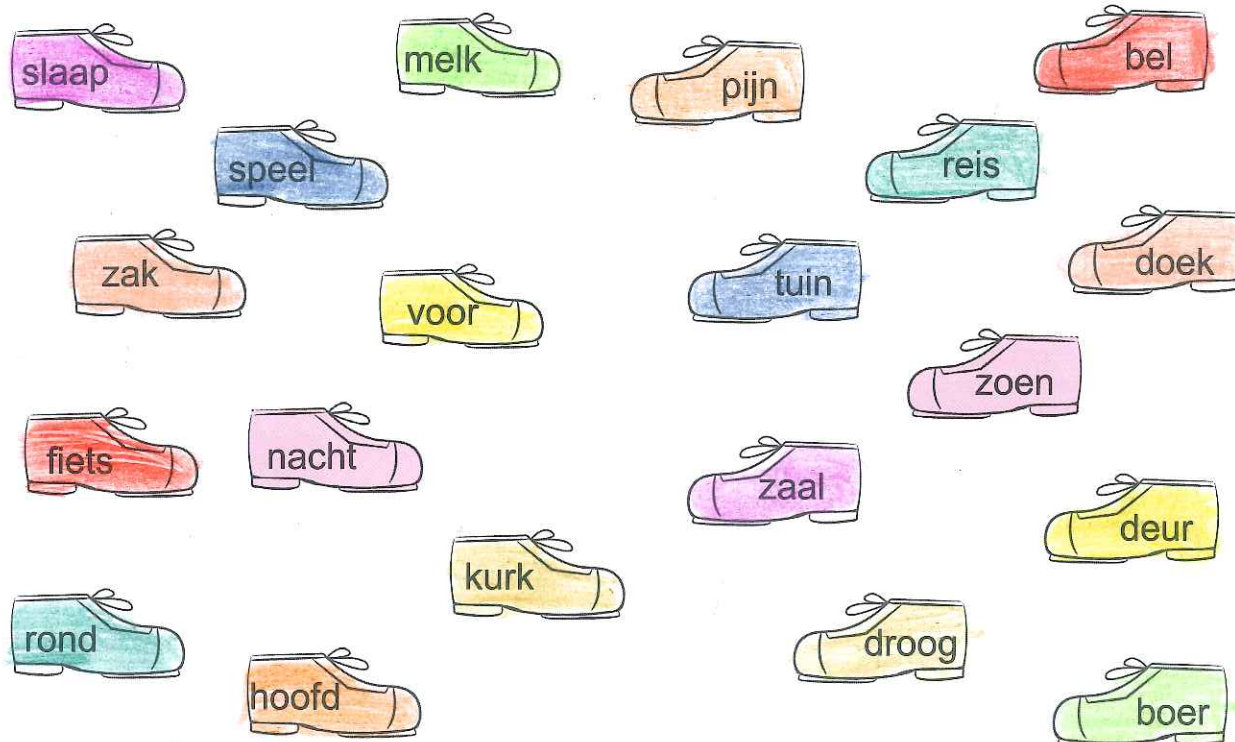 slaap
melk
pijn
bel
speel
reis
zak
voor
tuin
doek
zoen
fiets
nacht
zaal
deur
kurk
rond
hoofd
droog
boer